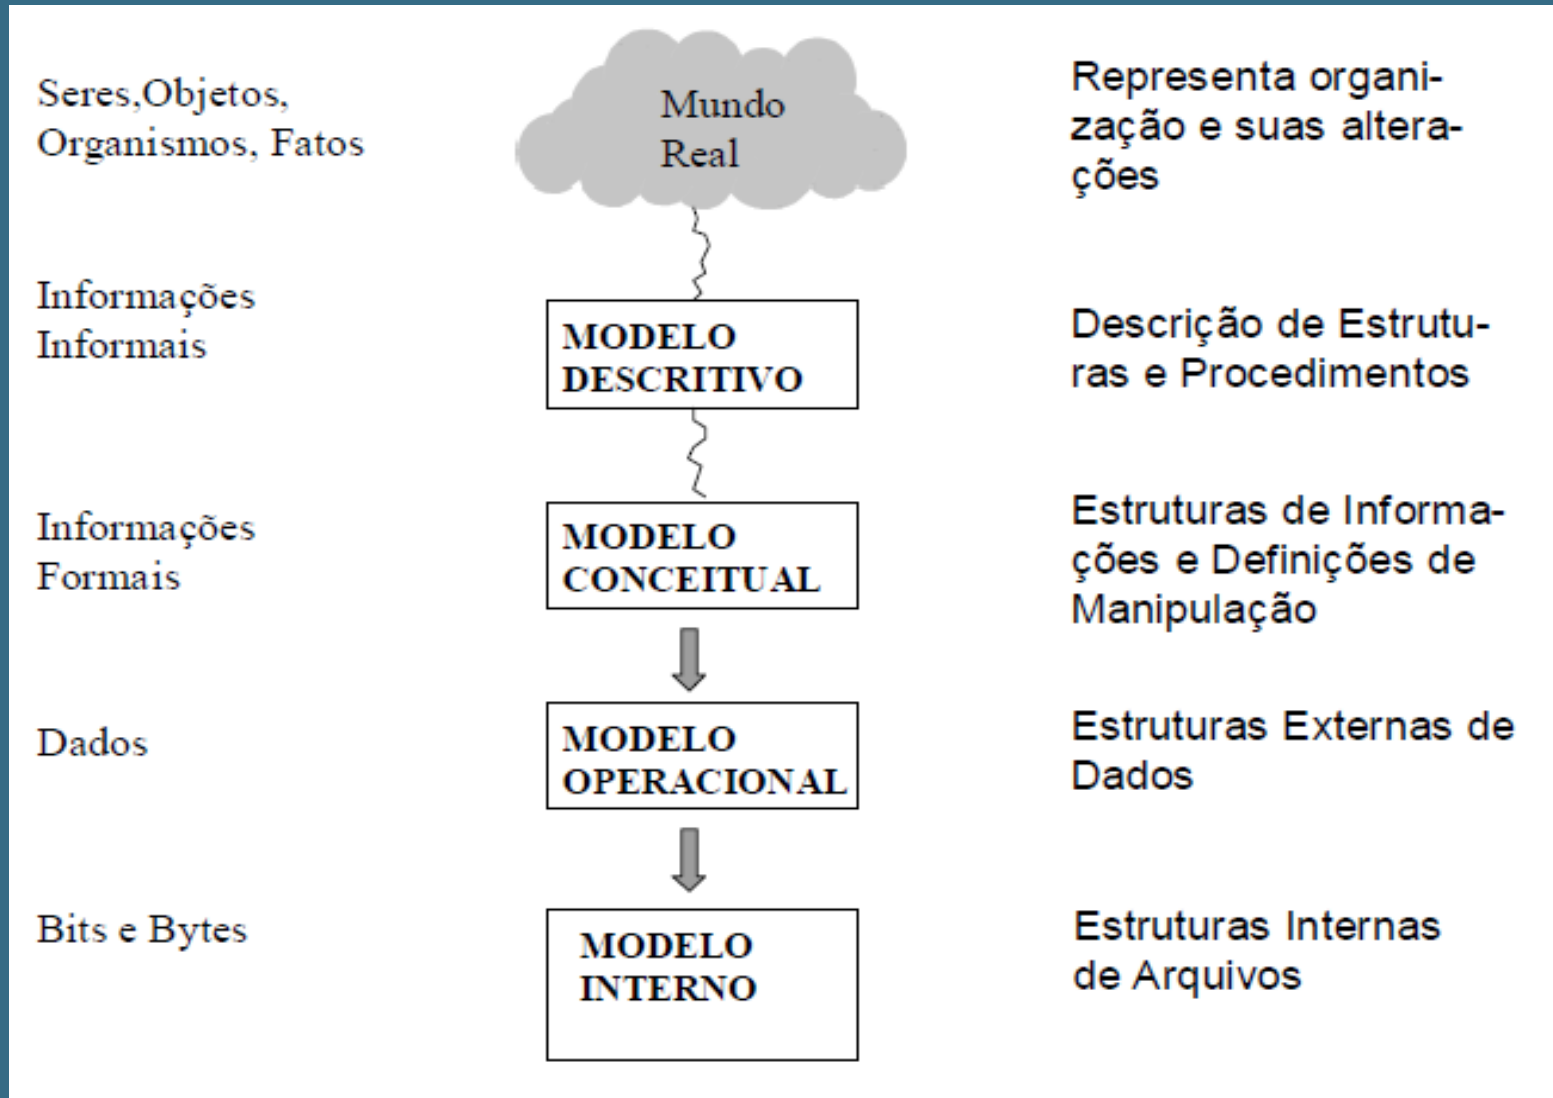 Seres,Objetos,
Organismos, Fatos
Mundo
Real
Representa organi-
zação e suas altera-
ções
Informações
Informais
MODELO
DESCRITIVO
Descrição de Estrutu-
ras e Procedimentos
Informações
Formais
MODELO
CONCEITUAL
Estruturas de Informa-
ções e Definições de
Manipulação
Dados
MODELO
OPERACIONAL
Estruturas Externas de
Dados
Bits e Bytes
MODELO
INTERNO
Estruturas Internas
de Arquivos